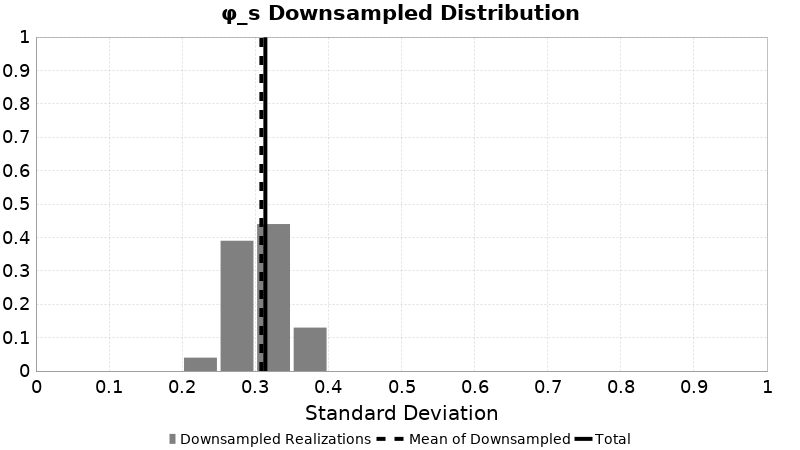 φ_s Downsampled Distribution
1
0.9
0.8
0.7
0.6
0.5
0.4
0.3
0.2
0.1
0
0 0.1 0.2 0.3 0.4 0.5 0.6 0.7 0.8 0.9 1
Standard Deviation
Downsampled Realizations Mean of Downsampled Total